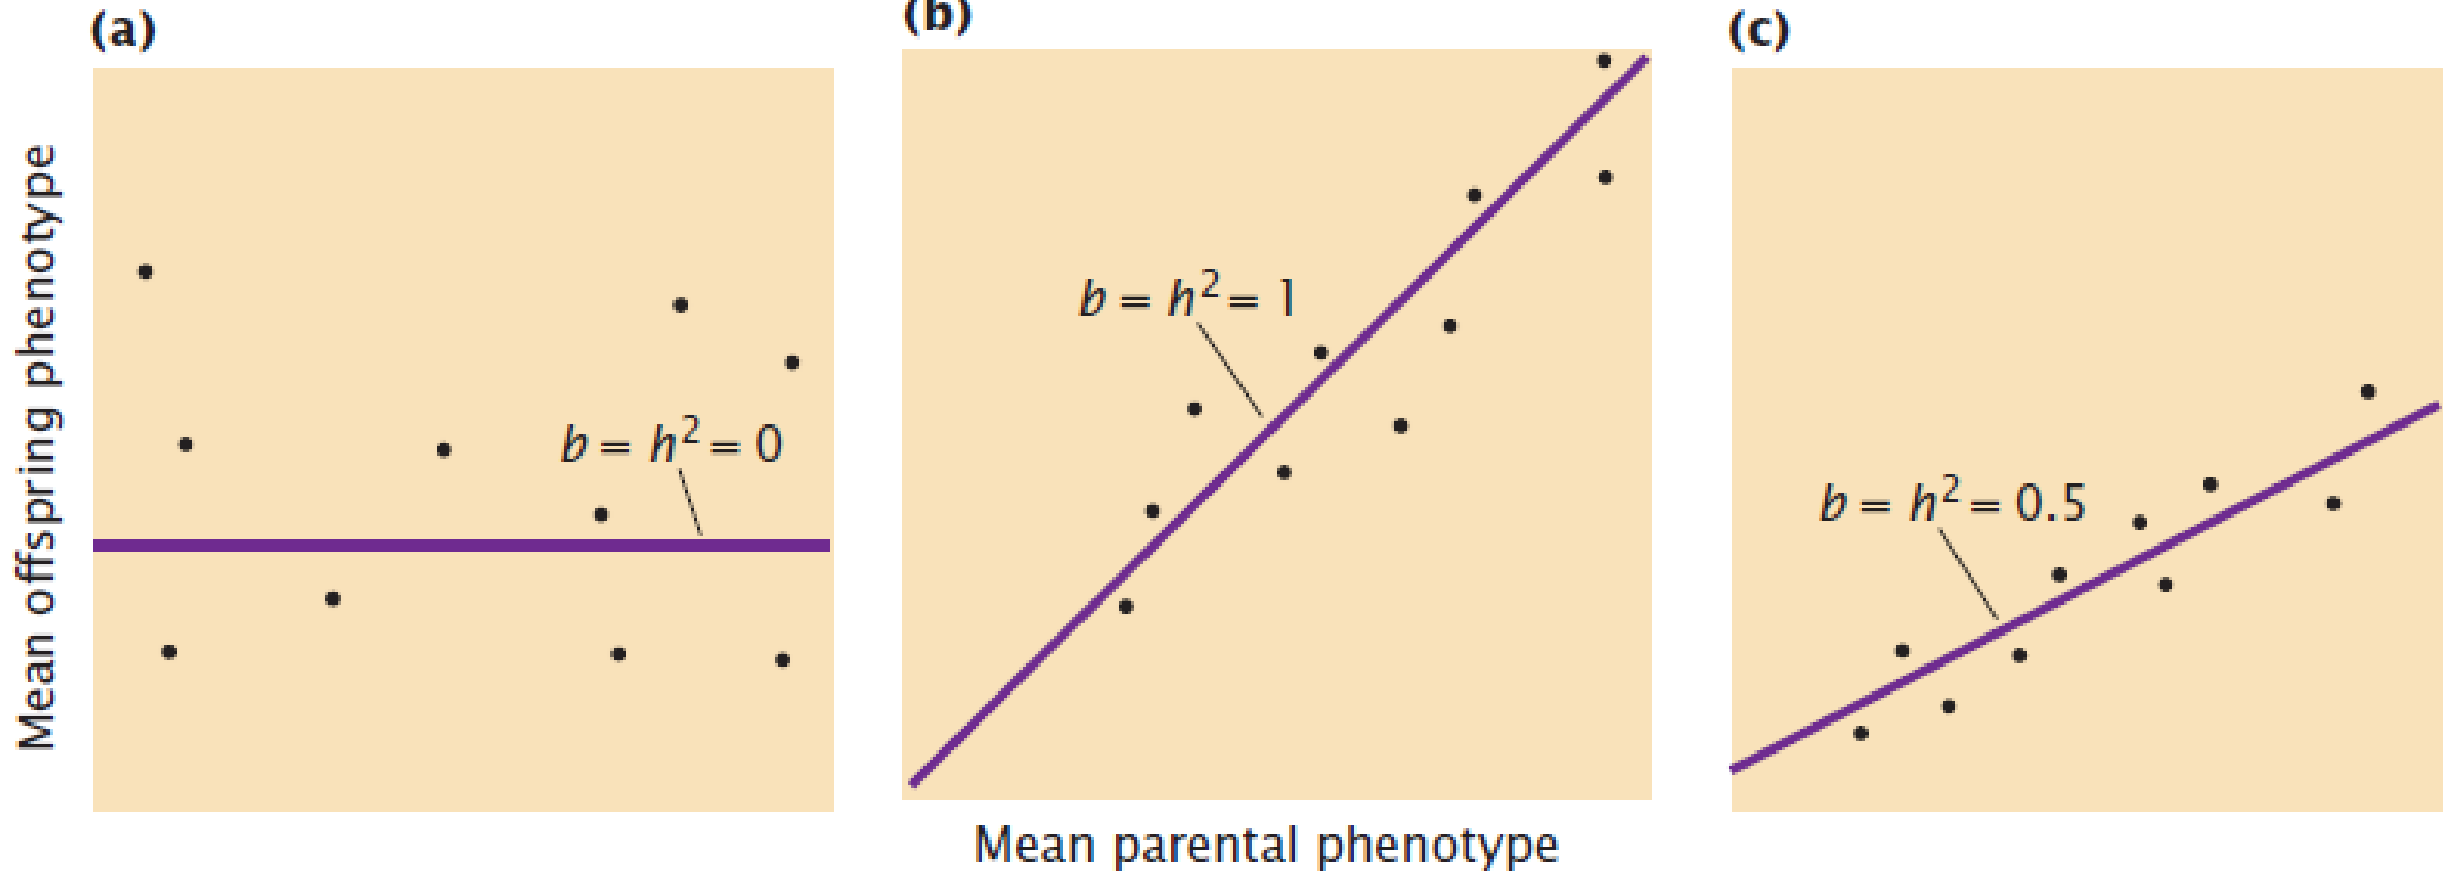 (a)
(b)
(c)
Mean offspring phenotype
b = h² = 0
b = h² = 1
b = h² = 0.5
Mean parental phenotype